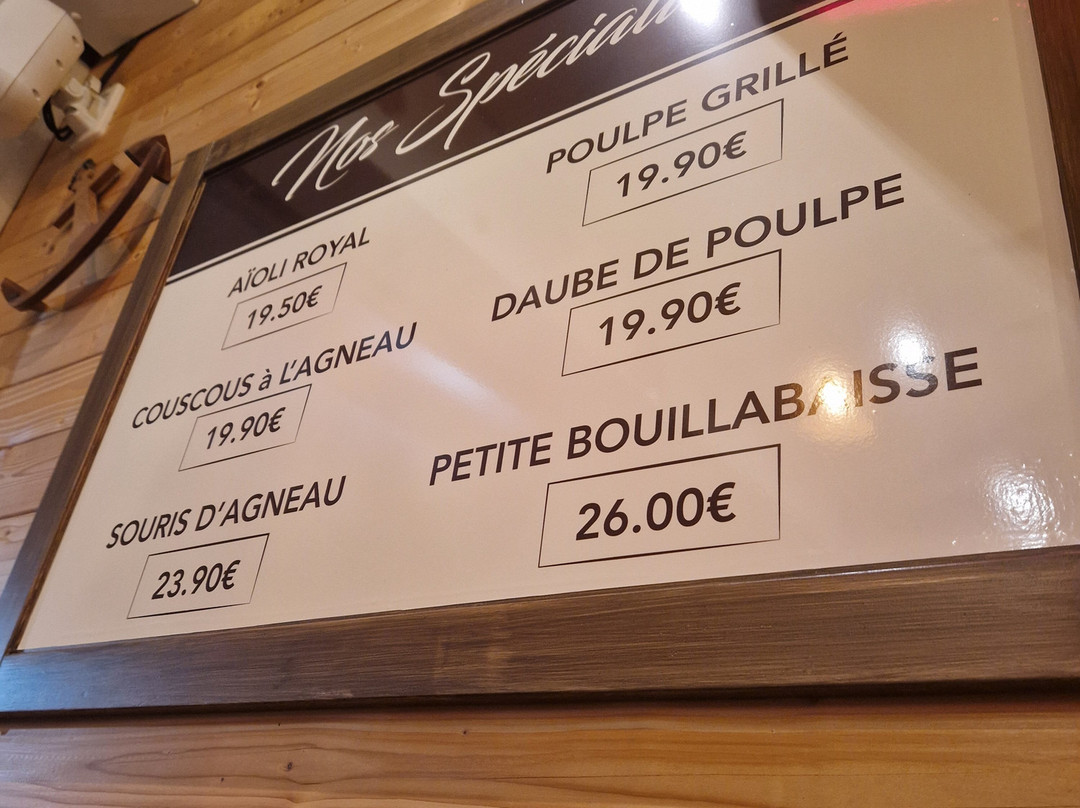 Nos
AÏOLI ROYAL
19.50€
COUSCOUS à L'AGNEAU
19.90€
SOURIS D'AGNEAU
23.90€
POULPE GRILLÉ
19.90€
DAUBE DE POULPE
19.90€
PETITE BOUILLABAISSE
26.00€